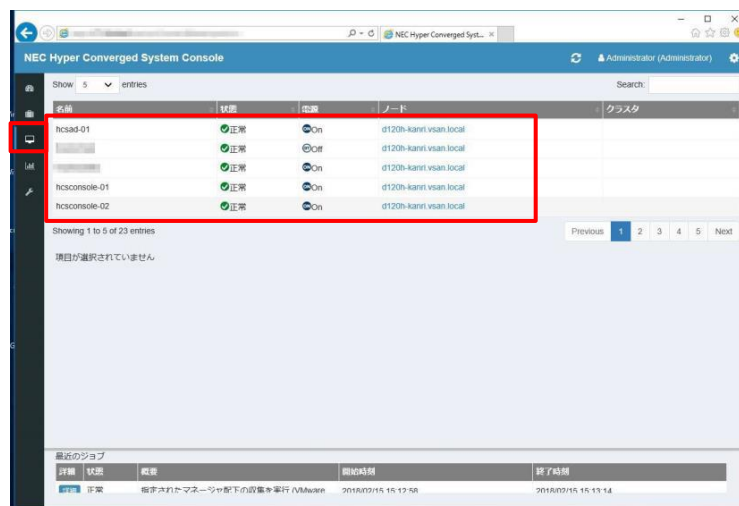 NEC Hyper Converged Syst...
NEC Hyper Converged System Console
Administrator (Administrator)
Show 5 entries
Search:
名前 状態 電源 ノード クラスタ
hcsad-01 正常 On d120h-kanri.vsan.local
正常 Off d120h-kanri.vsan.local
正常 On d120h-kanri.vsan.local
hcsconsole-01 正常 On d120h-kanri.vsan.local
hcsconsole-02 正常 On d120h-kanri.vsan.local
Showing 1 to 5 of 23 entries
Previous 1 2 3 4 5 Next
項目が選択されていません
最近のジョブ
詳細 状態 概要 開始時刻 終了時刻
詳細 正常 指定されたマネージャ配下の収集を実行 (VMware 2018/02/15 15:12:58 2018/02/15 15:13:14